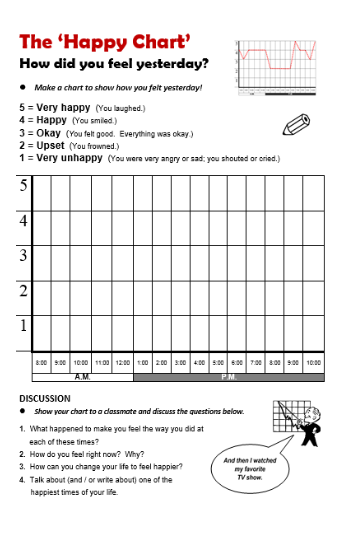 The 'Happy Chart'
How did you feel yesterday?
● Make a chart to show how you felt yesterday!
5 = Very happy (You laughed.)
4 = Happy (You smiled.)
3 = Okay (You felt good. Everything was okay.)
2 = Upset (You frowned.)
1 = Very unhappy (You were very angry or sad; you shouted or cried.)
5
4
3
2
1
8:00 9:00 10:00 11:00 12:00 1:00 2:00 3:00 4:00 5:00 6:00 7:00 8:00 9:00 10:00
A.M. P.M.
DISCUSSION
● Show your chart to a classmate and discuss the questions below.
1. What happened to make you feel the way you did at
each of these times?
2. How do you feel right now? Why?
3. How can you change your life to feel happier?
4. Talk about (and / or write about) one of the
happiest times of your life.
And then I watched
my favorite
TV show.